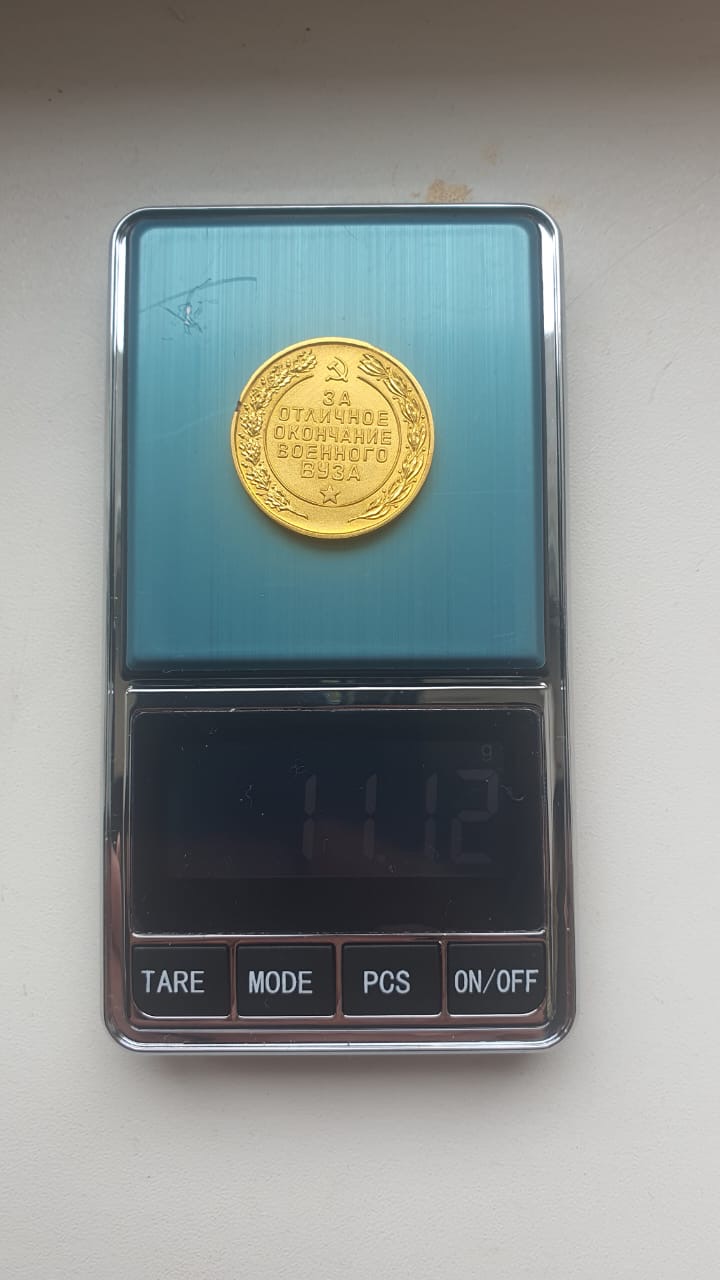 ЗА
ОТЛИЧНОЕ
ОКОНЧАНИЕ
ВОЕННОГО
ВУЗА
g
11.12
TARE MODE PCS ON/OFF